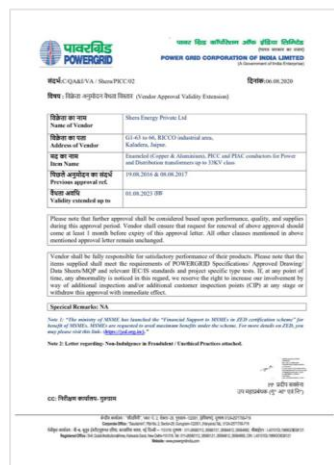 पावरग्रिड
POWERGRID
पावर ग्रिड कॉर्पोरेशन ऑफ इंडिया लिमिटेड
(भारत सरकार का उद्यम)
POWER GRID CORPORATION OF INDIA LIMITED
(A Government of India Enterprise)
संदर्भ:C/QA&I/VA / Shera/PICC/02
दिनांक:06.08.2020
विषय : विक्रेता अनुमोदन वैधता विस्तार (Vendor Approval Validity Extension)
विक्रेता का नाम
Name of Vendor
Shera Energy Private Ltd
विक्रेता का पता
Address of Vendor
G1-63 to 66, RICCO industrial area,
Kaladera, Jaipur.
मद का नाम
Item Name
Enameled (Copper & Aluminium), PICC and PIAC conductors for Power
and Distribution transformers up to 33KV class
पिछले अनुमोदन का संदर्भ
Previous approval ref.
19.08.2016 & 08.08.2017
वैधता अवधि
Validity extended up to
01.08.2023 तक
Please note that further approval shall be considered based upon performance, quality, and supplies
during this approval period. Vendor shall ensure that request for renewal of above approval should
come at least 1 month before expiry of this approval letter. All other clauses mentioned in above
mentioned approval letter remain unchanged.
Vendor shall be fully responsible for satisfactory performance of their products. Please note that the
items supplied shall meet the requirements of POWERGRID Specifications/ Approved Drawing/
Data Sheets/MQP and relevant IEC/IS standards and project specific type tests. If, at any point of
time, any abnormality is noticed in this regard, we reserve the right to increase our involvement by
way of additional inspection and/or additional customer inspection points (CIP) at any stage or
withdraw this approval with immediate effect.
Special Remarks: NA
Note 1: "The ministry of MSME has launched the "Financial Support to MSMEs in ZED certification scheme" for
benefit of MSMEs. MSMEs are requested to avail maximum benefits under the scheme. For more details on ZED, you
may please visit this link: (https://zed.org.in/)."
Note 2: Letter regarding: Non-Indulgence in Fraudulent / Unethical Practices attached.
CC: निरीक्षण कार्यालय- गुरुग्राम